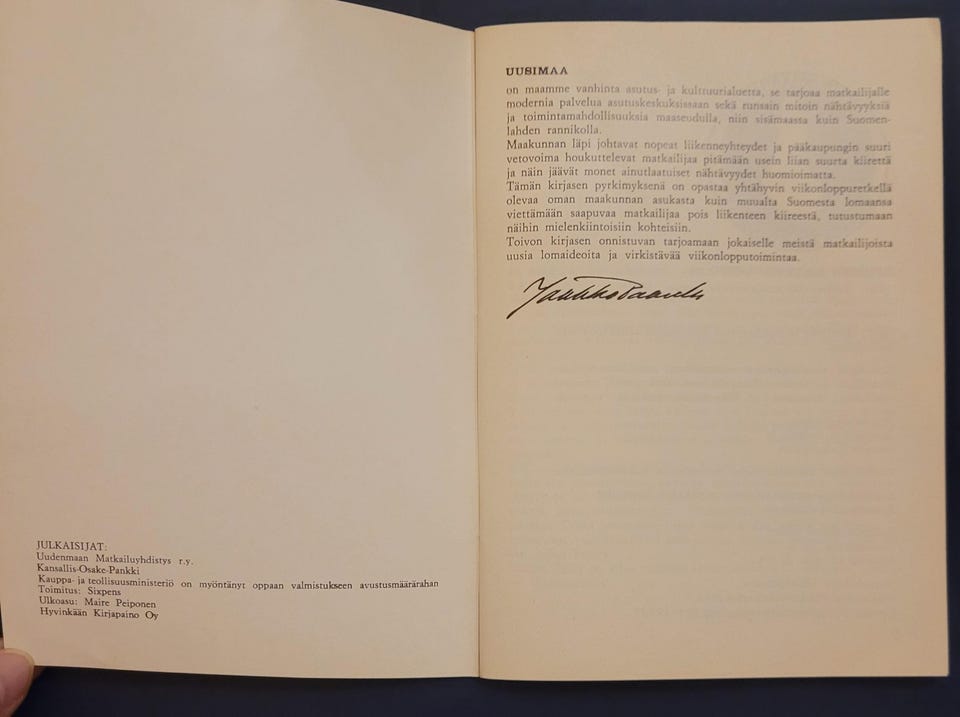 JULKAISIJAT:
Uudenmaan Matkailuyhdistys r.y.
Kansallis-Osake-Pankki
Kauppa- ja teollisuusministeriö on myöntänyt oppaan valmistukseen avustusmäärärahan
Toimitus: Sixpens
Ulkoasu: Maire Peiponen
Hyvinkään Kirjapaino Oy
UUSIMAA
on maamme vanhinta asutus- ja kulttuurialuetta, se tarjoaa matkailijalle
modernia palvelua asutuskeskuksissaan sekä runsain mitoin nähtävyyksiä
ja toimintamahdollisuuksia maaseudulla, niin sisämaassa kuin Suomen-
lahden rannikolla.
Maakunnan läpi johtavat nopeat liikenneyhteydet ja pääkaupungin suuri
vetovoima houkuttelevat matkailijaa pitämään usein liian suurta kiirettä
ja näin jäävät monet ainutlaatuiset nähtävyydet huomioimatta.
Tämän kirjasen pyrkimyksenä on opastaa yhtähyvin viikonloppuretkellä
olevaa oman maakunnan asukasta kuin muualta Suomesta lomaansa
viettämään saapuvaa matkailijaa pois liikenteen kiireestä, tutustumaan
näihin mielenkiintoisiin kohteisiin.
Toivon kirjasen onnistuvan tarjoamaan jokaiselle meistä matkailijoista
uusia lomaideoita ja virkistävää viikonlopputoimintaa.